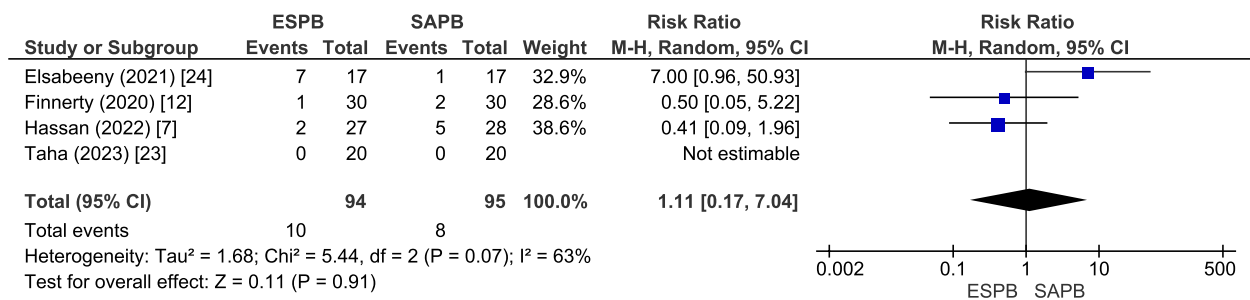 ESPB SAPB Risk Ratio Risk Ratio
Study or Subgroup Events Total Events Total Weight M-H, Random, 95% CI M-H, Random, 95% CI
Elsabeeny (2021) [24] 7 17 1 17 32.9% 7.00 [0.96, 50.93]
Finnerty (2020) [12] 1 30 2 30 28.6% 0.50 [0.05, 5.22]
Hassan (2022) [7] 2 27 5 28 38.6% 0.41 [0.09, 1.96]
Taha (2023) [23] 0 20 0 20 Not estimable
Total (95% CI) 94 95 100.0% 1.11 [0.17, 7.04]
Total events 10 8
Heterogeneity: Tau² = 1.68; Chi² = 5.44, df = 2 (P = 0.07); I² = 63%
0.002 0.1 1 10 500
Test for overall effect: Z = 0.11 (P = 0.91)
ESPB SAPB